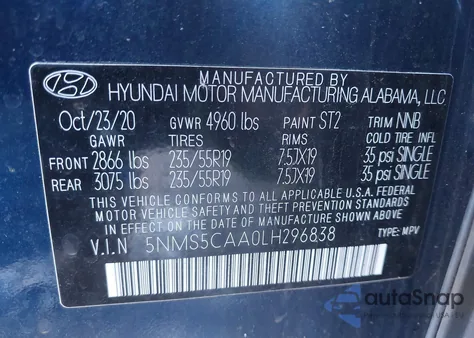 MANUFACTURED BY
HYUNDAI MOTOR MANUFACTURING ALABAMA, LLC
Oct/23/20 GVWR 4960 lbs PAINT ST2 TRIM NNB
GAWR TIRES RIMS COLD TIRE INFL
FRONT 2866 lbs 235/55R19 7.5JX19 35 psi SINGLE
REAR 3075 lbs 235/55R19 7.5JX19 35 psi SINGLE
THIS VEHICLE CONFORMS TO ALL APPLICABLE U.S.A. FEDERAL
MOTOR VEHICLE SAFETY AND THEFT PREVENTION STANDARDS
IN EFFECT ON THE DATE OF MANUFACTURE SHOWN ABOVE.
V.I.N 5NMS5CAA0LH296838 TYPE: MPV
autoSnap